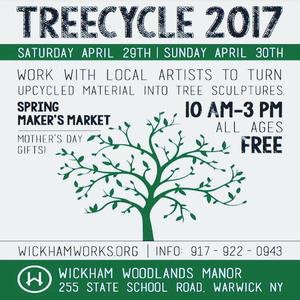 TREECYCLE 2017
SATURDAY APRIL 29TH | SUNDAY APRIL 30TH
WORK WITH LOCAL ARTISTS TO TURN
UPCYCLED MATERIAL INTO TREE SCULPTURES
SPRING
MAKER'S MARKET
MOTHER'S DAY
GIFTS!
10 AM-3 PM
ALL AGES
FREE
WICKHAMWORKS.ORG | INFO: 917 - 922 - 0943
WICKHAM WOODLANDS MANOR
255 STATE SCHOOL ROAD, WARWICK NY